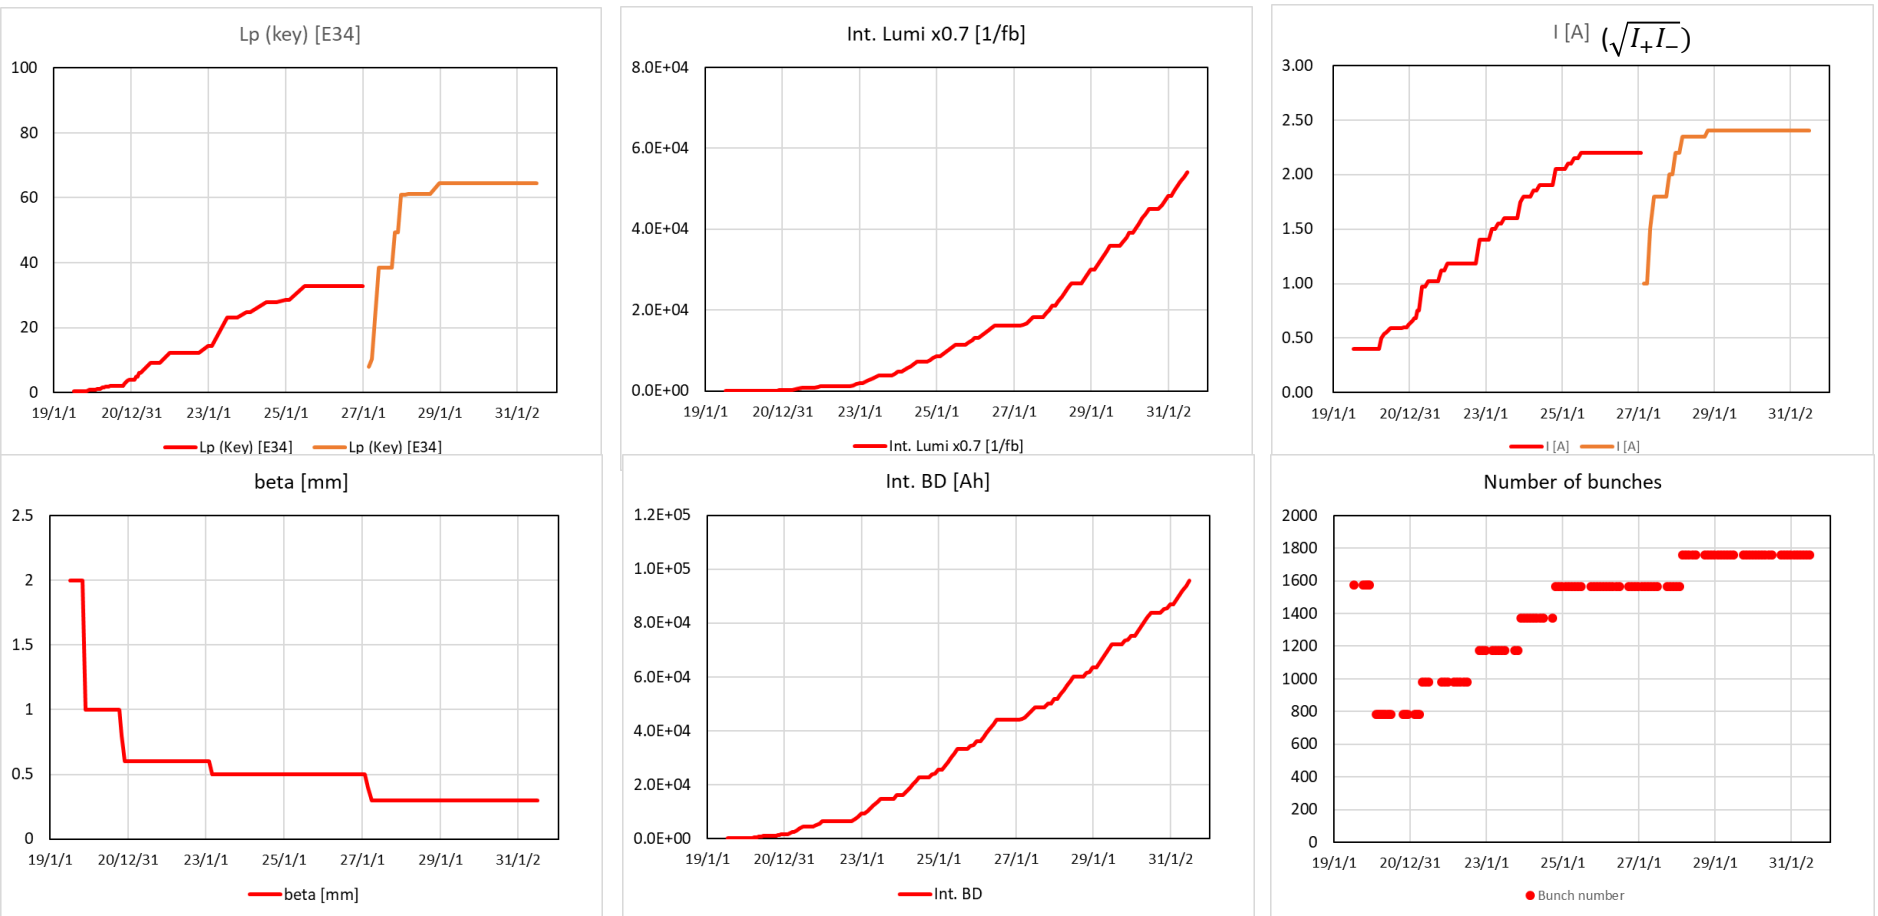 Lp (key) [E34]
100
80
60
40
20
0
19/1/1 20/12/31 23/1/1 25/1/1 27/1/1 29/1/1 31/1/2
Lp (Key) [E34] Lp (Key) [E34]
Int. Lumi x0.7 [1/fb]
8.0E+04
6.0E+04
4.0E+04
2.0E+04
0.0E+00
19/1/1 20/12/31 23/1/1 25/1/1 27/1/1 29/1/1 31/1/2
Int. Lumi x0.7 [1/fb]
I [A] (√I₊I₋)
3.00
2.50
2.00
1.50
1.00
0.50
0.00
19/1/1 20/12/31 23/1/1 25/1/1 27/1/1 29/1/1 31/1/2
I [A] I [A]
beta [mm]
2.5
2
1.5
1
0.5
0
19/1/1 20/12/31 23/1/1 25/1/1 27/1/1 29/1/1 31/1/2
beta [mm]
Int. BD [Ah]
1.2E+05
1.0E+05
8.0E+04
6.0E+04
4.0E+04
2.0E+04
0.0E+00
19/1/1 20/12/31 23/1/1 25/1/1 27/1/1 29/1/1 31/1/2
Int. BD
Number of bunches
2000
1800
1600
1400
1200
1000
800
600
400
200
0
19/1/1 20/12/31 23/1/1 25/1/1 27/1/1 29/1/1 31/1/2
Bunch number